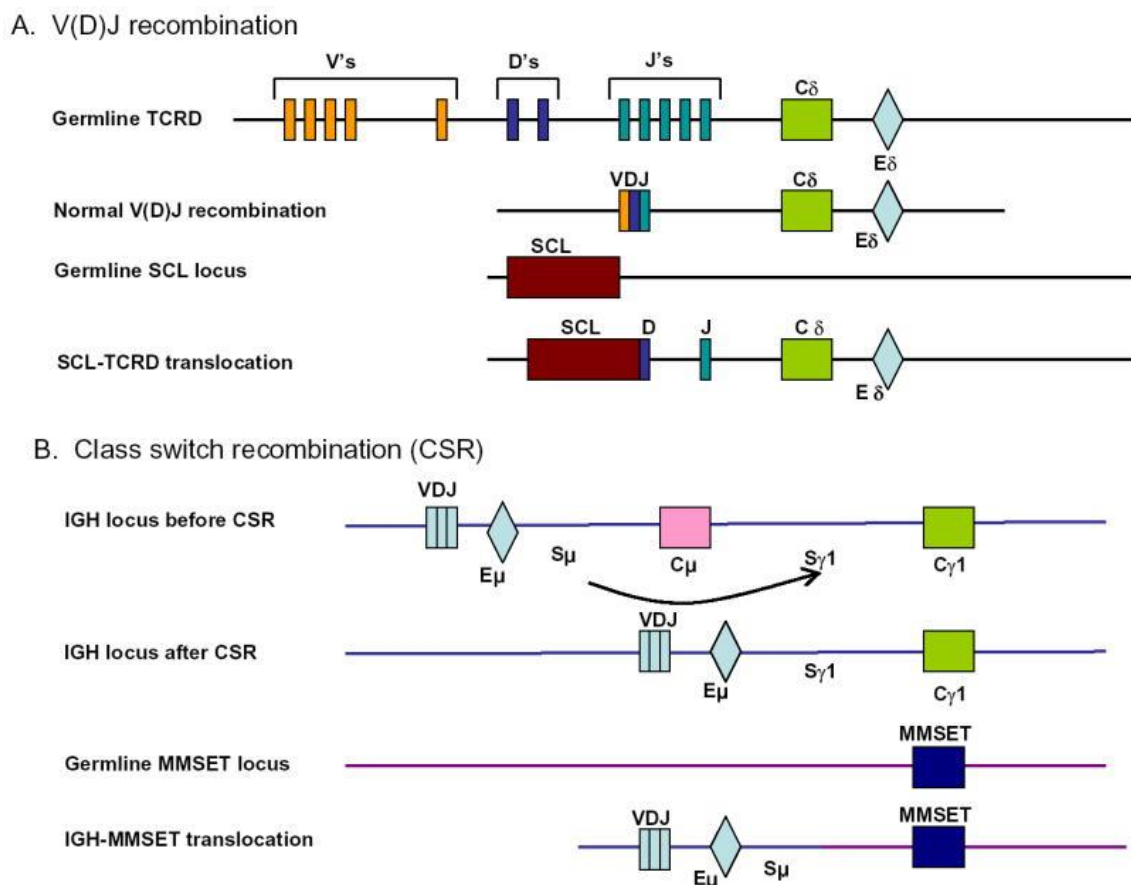 A. V(D)J recombination
V's D's J's
Cδ
Germline TCRD
Eδ
VDJ Cδ
Normal V(D)J recombination
Eδ
SCL
Germline SCL locus
SCL D J C δ
SCL-TCRD translocation
E δ
B. Class switch recombination (CSR)
VDJ
IGH locus before CSR
Eµ Sµ Cµ Sγ1 Cγ1
VDJ
IGH locus after CSR
Eµ Sγ1 Cγ1
MMSET
Germline MMSET locus
VDJ MMSET
IGH-MMSET translocation
Eµ Sµ